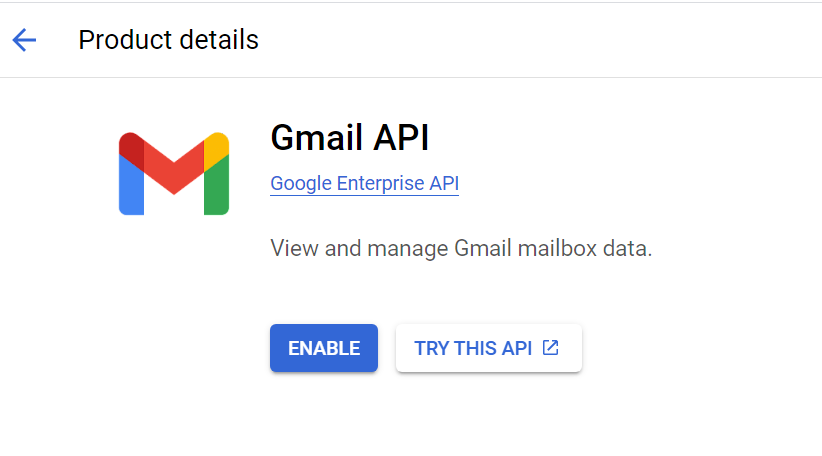 Product details
Gmail API
Google Enterprise API
View and manage Gmail mailbox data.
ENABLE
TRY THIS API